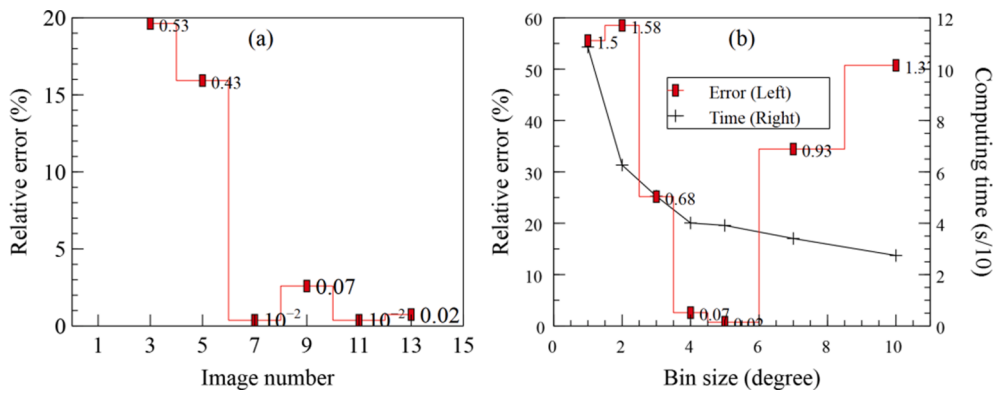 20
15
10
5
0
1 3 5 7 9 11 13 15
Relative error (%)
Image number
(a)
0.53
0.43
10⁻²
0.07
10⁻²
0.02
60
50
40
30
20
10
0
0 2 4 6 8 10
12
10
8
6
4
2
0
Relative error (%)
Bin size (degree)
Computing time (s/10)
(b)
Error (Left)
Time (Right)
1.5
1.58
0.68
0.07
0.93